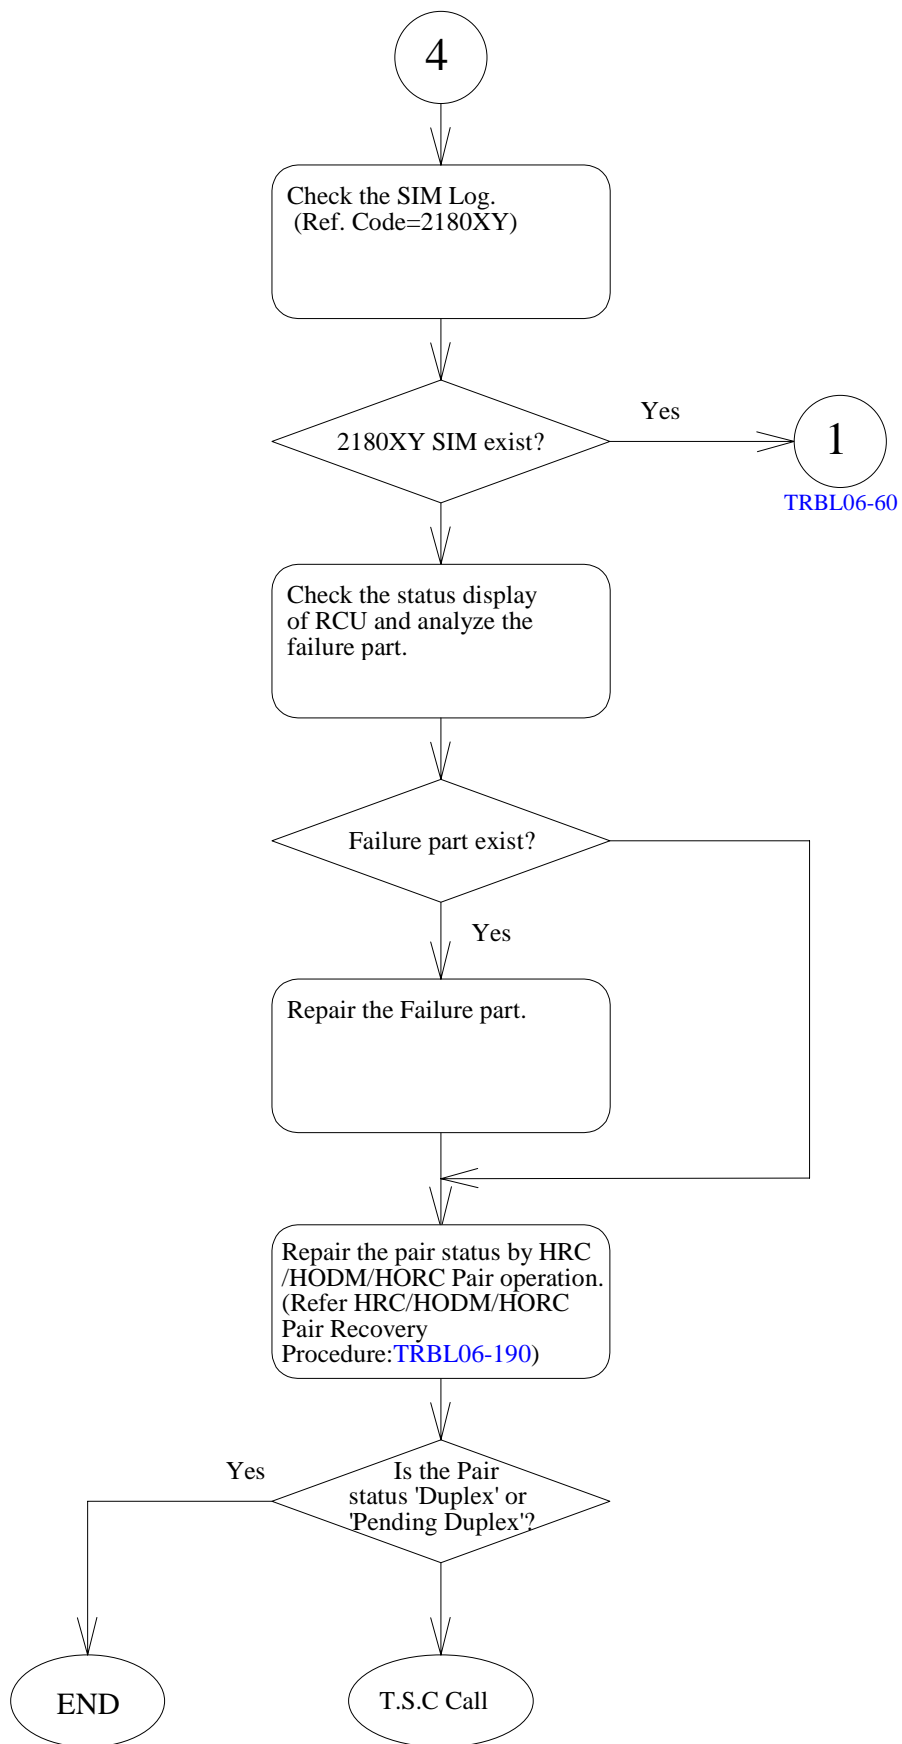 4
Check the SIM Log.
(Ref. Code=2180XY)
2180XY SIM exist?
Yes
1
TRBL06-60
Check the status display
of RCU and analyze the
failure part.
Failure part exist?
Yes
Repair the Failure part.
Repair the pair status by HRC
/HODM/HORC Pair operation.
(Refer HRC/HODM/HORC
Pair Recovery
Procedure:TRBL06-190)
Yes
Is the Pair
status 'Duplex' or
'Pending Duplex'?
END
T.S.C Call